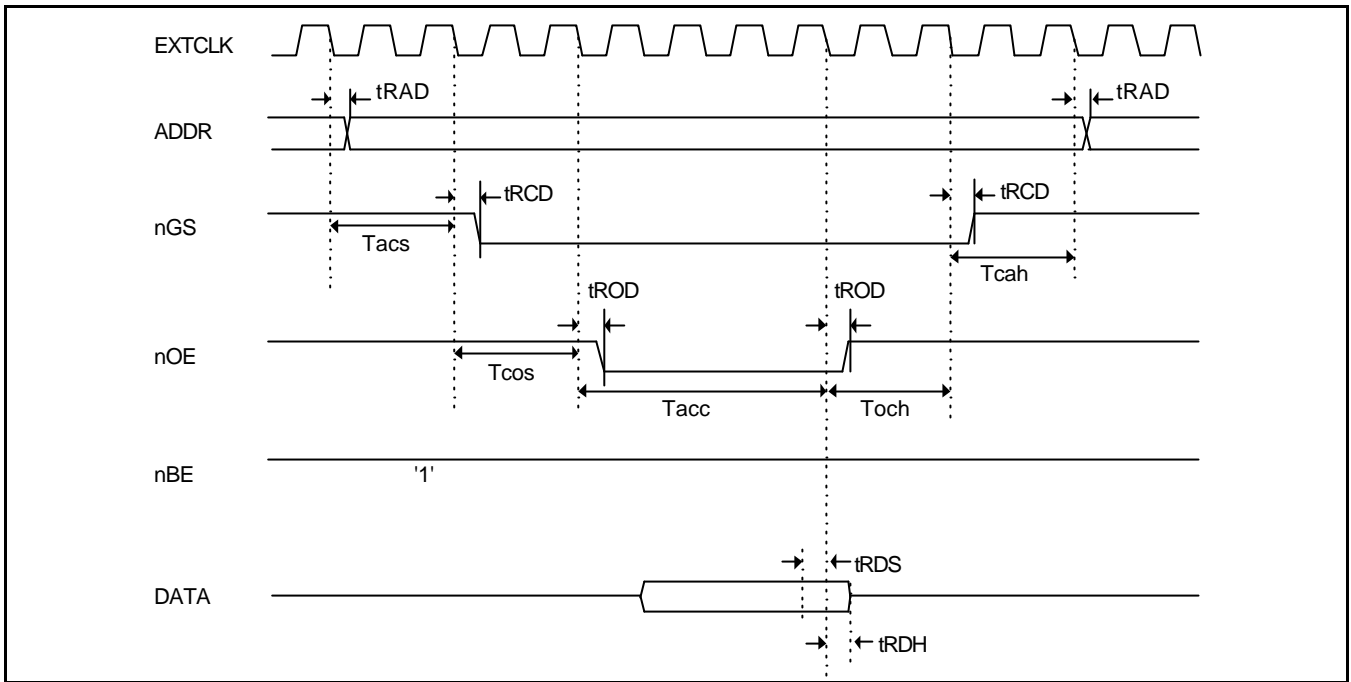 EXTCLK
tRAD
tRAD
ADDR
tRCD
tRCD
nGS
Tacs
Tcah
tROD
tROD
nOE
Tcos
Tacc
Toch
nBE
'1'
tRDS
DATA
tRDH